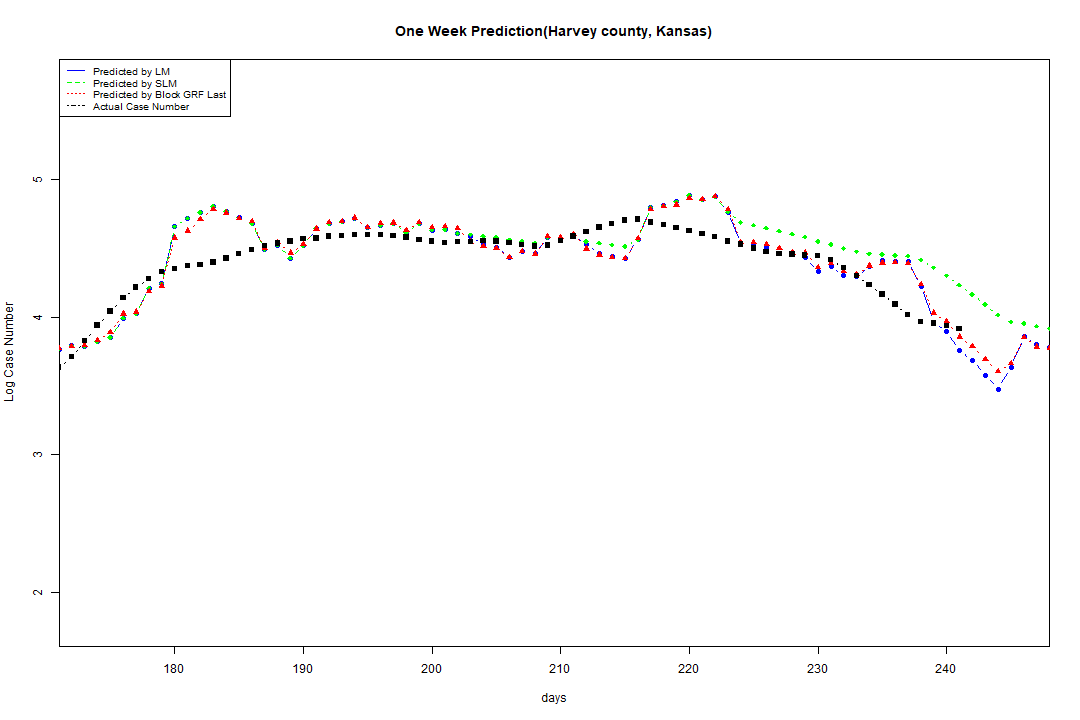 One Week Prediction(Harvey county, Kansas)
Predicted by LM
Predicted by SLM
Predicted by Block GRF Last
Actual Case Number
5
4
3
2
Log Case Number
180 190 200 210 220 230 240
days